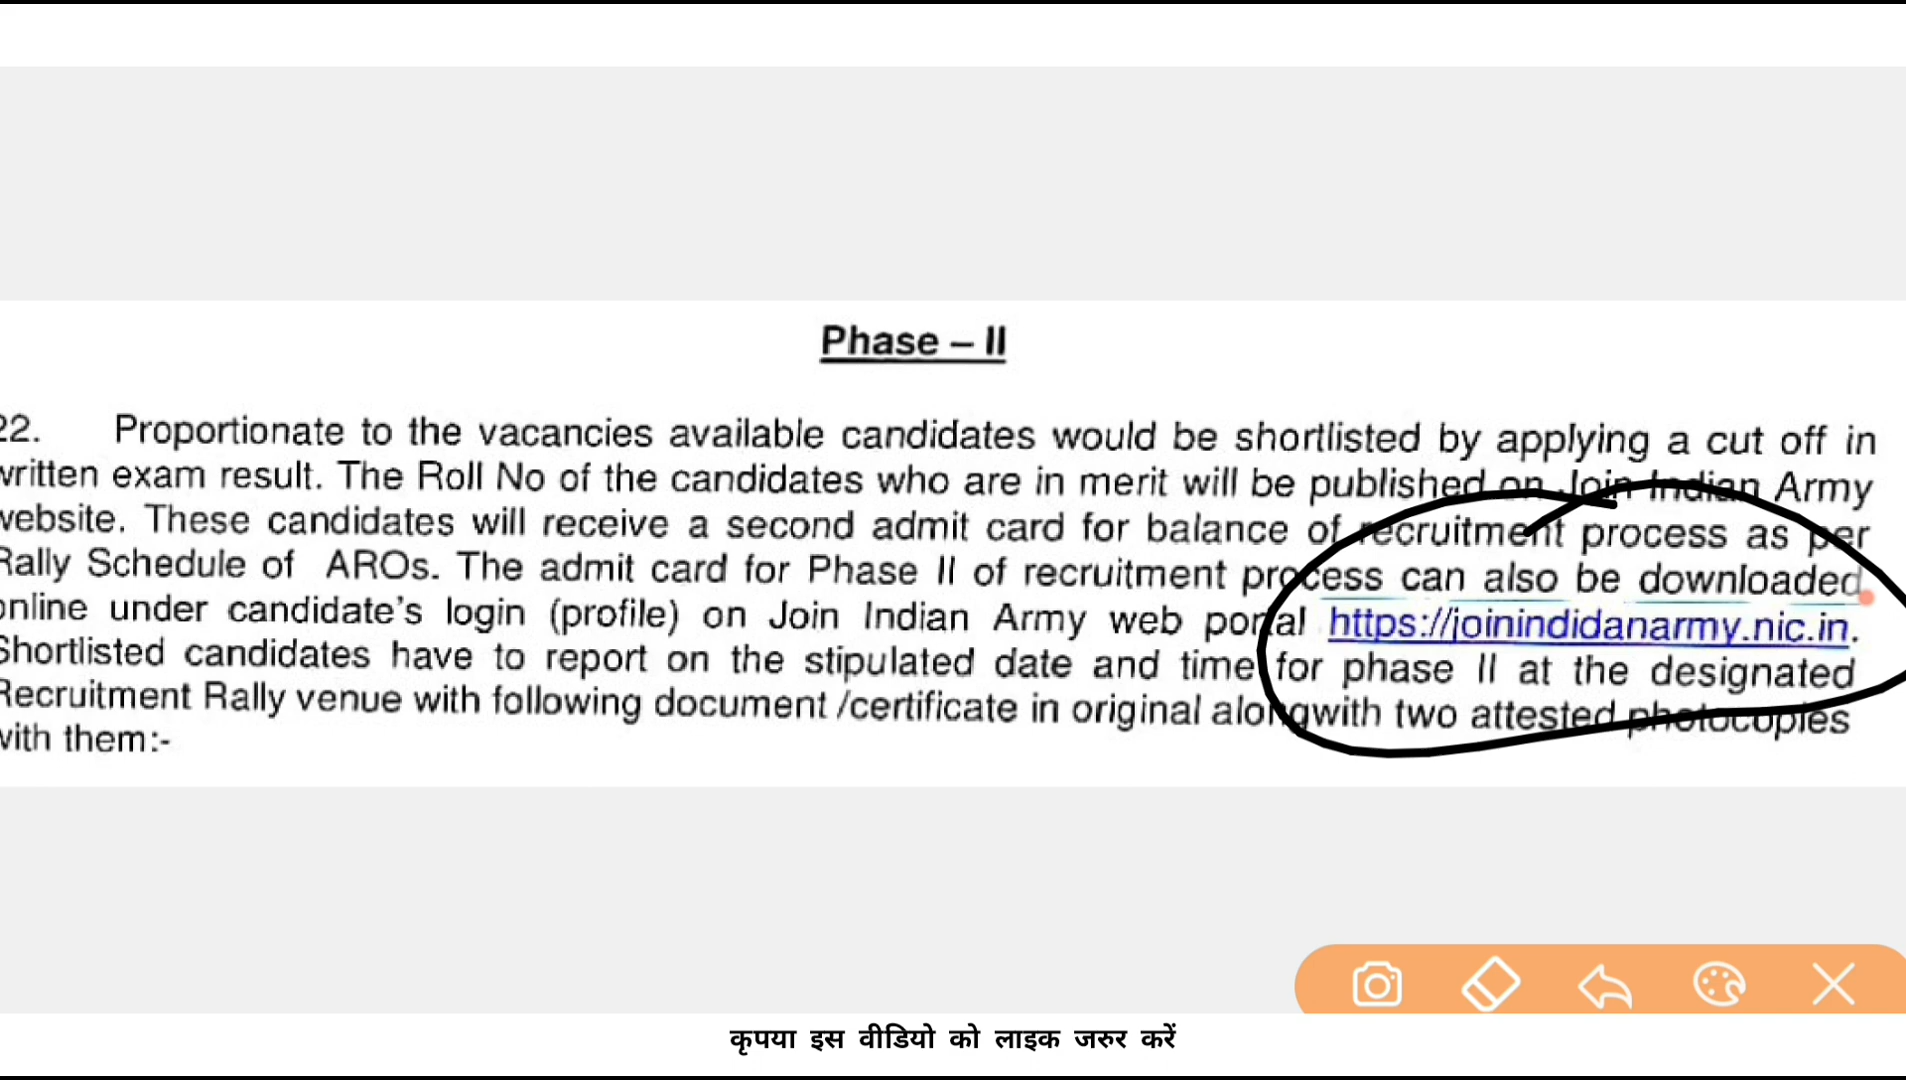 Phase – II
22. Proportionate to the vacancies available candidates would be shortlisted by applying a cut off in
written exam result. The Roll No of the candidates who are in merit will be published on Join Indian Army
website. These candidates will receive a second admit card for balance of recruitment process as per
Rally Schedule of AROs. The admit card for Phase II of recruitment process can also be downloaded
online under candidate's login (profile) on Join Indian Army web portal https://joinindidanarmy.nic.in.
Shortlisted candidates have to report on the stipulated date and time for phase II at the designated
Recruitment Rally venue with following document /certificate in original alongwith two attested photocopies
with them:-
कृपया इस वीडियो को लाइक जरुर करें